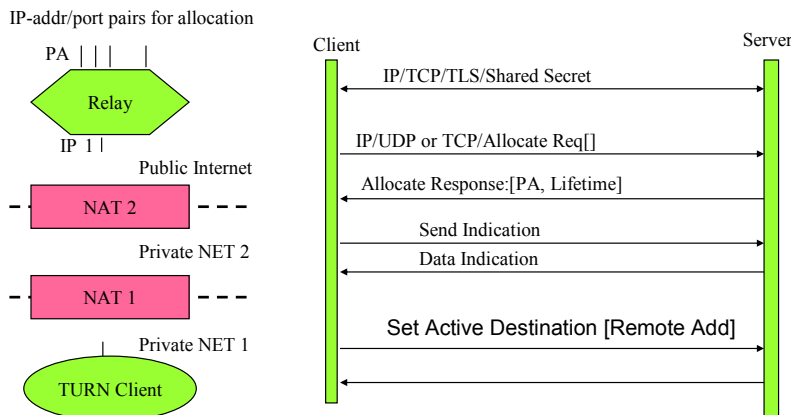 IP-addr/port pairs for allocation
PA
Relay
IP 1
Public Internet
NAT 2
Private NET 2
NAT 1
Private NET 1
TURN Client
Client
Server
IP/TCP/TLS/Shared Secret
IP/UDP or TCP/Allocate Req[]
Allocate Response:[PA, Lifetime]
Send Indication
Data Indication
Set Active Destination [Remote Add]